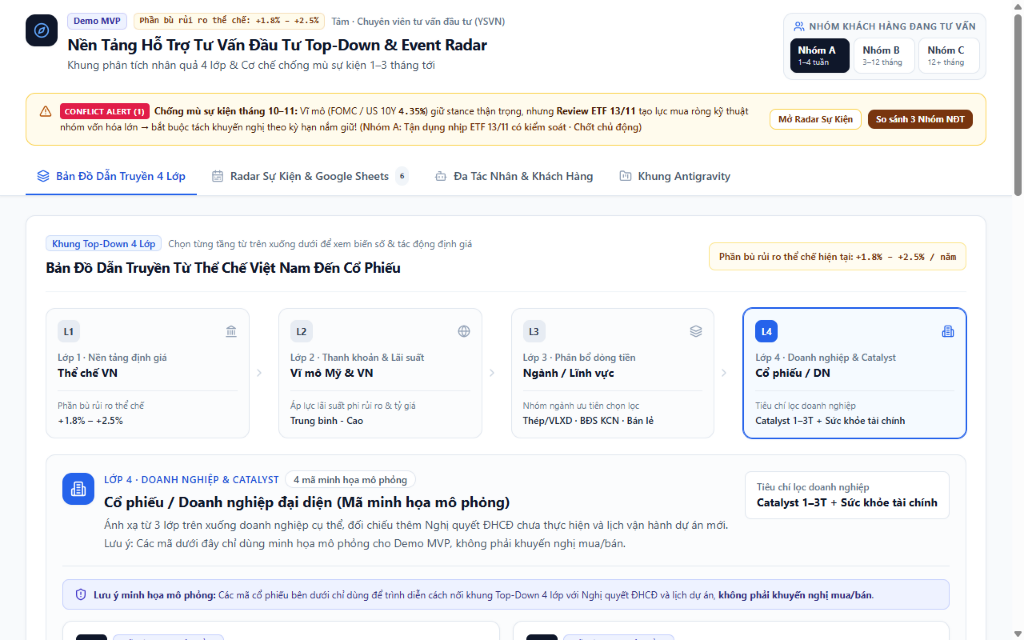 Demo MVP
Phần bù rủi ro thể chế: +1.8% – +2.5%
Tâm · Chuyên viên tư vấn đầu tư (YSVN)
Nền Tảng Hỗ Trợ Tư Vấn Đầu Tư Top-Down & Event Radar
Khung phân tích nhân quả 4 lớp & Cơ chế chống mù sự kiện 1–3 tháng tới
NHÓM KHÁCH HÀNG ĐANG TƯ VẤN
Nhóm A
1–4 tuần
Nhóm B
3–12 tháng
Nhóm C
12+ tháng
CONFLICT ALERT (1) Chống mù sự kiện tháng 10–11: Vĩ mô (FOMC / US 10Y 4.35%) giữ stance thận trọng, nhưng Review ETF 13/11 tạo lực mua ròng kỹ thuật
nhóm vốn hóa lớn → bắt buộc tách khuyến nghị theo kỳ hạn nắm giữ! (Nhóm A: Tận dụng nhịp ETF 13/11 có kiểm soát · Chốt chủ động)
Mở Radar Sự Kiện
So sánh 3 Nhóm NĐT
Bản Đồ Dẫn Truyền 4 Lớp
Radar Sự Kiện & Google Sheets 6
Đa Tác Nhân & Khách Hàng
Khung Antigravity
Khung Top-Down 4 Lớp
Chọn từng tầng từ trên xuống dưới để xem biến số & tác động định giá
Bản Đồ Dẫn Truyền Từ Thể Chế Việt Nam Đến Cổ Phiếu
Phần bù rủi ro thể chế hiện tại: +1.8% – +2.5% / năm
L1
Lớp 1 · Nền tảng định giá
Thể chế VN
Phần bù rủi ro thể chế
+1.8% – +2.5%
L2
Lớp 2 · Thanh khoản & Lãi suất
Vĩ mô Mỹ & VN
Áp lực lãi suất phi rủi ro & tỷ giá
Trung bình - Cao
L3
Lớp 3 · Phân bổ dòng tiền
Ngành / Lĩnh vực
Nhóm ngành ưu tiên chọn lọc
Thép/VLXD · BĐS KCN · Bán lẻ
L4
Lớp 4 · Doanh nghiệp & Catalyst
Cổ phiếu / DN
Tiêu chí lọc doanh nghiệp
Catalyst 1–3T + Sức khỏe tài chính
LỚP 4 · DOANH NGHIỆP & CATALYST
4 mã minh họa mô phỏng
Cổ phiếu / Doanh nghiệp đại diện (Mã minh họa mô phỏng)
Ánh xạ từ 3 lớp trên xuống doanh nghiệp cụ thể, đối chiếu thêm Nghị quyết ĐHCĐ chưa thực hiện và lịch vận hành dự án mới.
Lưu ý: Các mã dưới đây chỉ dùng minh họa mô phỏng cho Demo MVP, không phải khuyến nghị mua/bán.
Tiêu chí lọc doanh nghiệp
Catalyst 1–3T + Sức khỏe tài chính
Lưu ý minh họa mô phỏng: Các mã cổ phiếu bên dưới chỉ dùng để trình diễn cách nối khung Top-Down 4 lớp với Nghị quyết ĐHCĐ và lịch dự án, không phải khuyến nghị mua/bán.